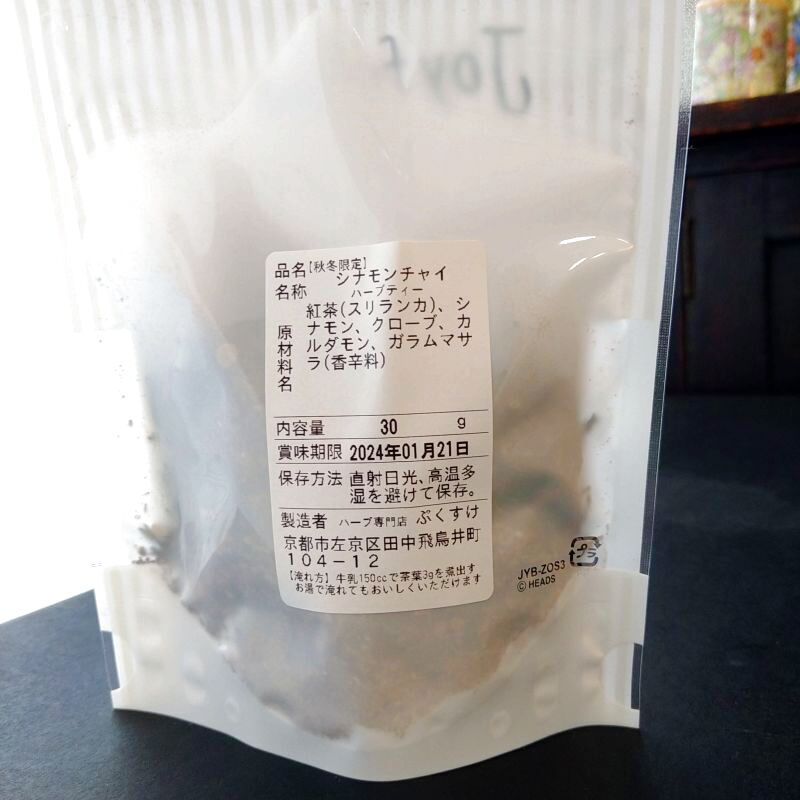 Joy
品名【秋冬限定】
シナモンチャイ
名称 ハーブティー
原材料名 紅茶(スリランカ)、シ
ナモン、クローブ、カ
ルダモン、ガラムマサ
ラ(香辛料)
内容量 30 g
賞味期限 2024年01月21日
保存方法 直射日光、高温多
湿を避けて保存。
製造者 ハーブ専門店 ぷくすけ
京都市左京区田中飛鳥井町
104-12
【淹れ方】牛乳150ccで茶葉3gを煮出す
お湯で淹れてもおいしくいただけます
プラ
JYB-ZOS3
© HEADS